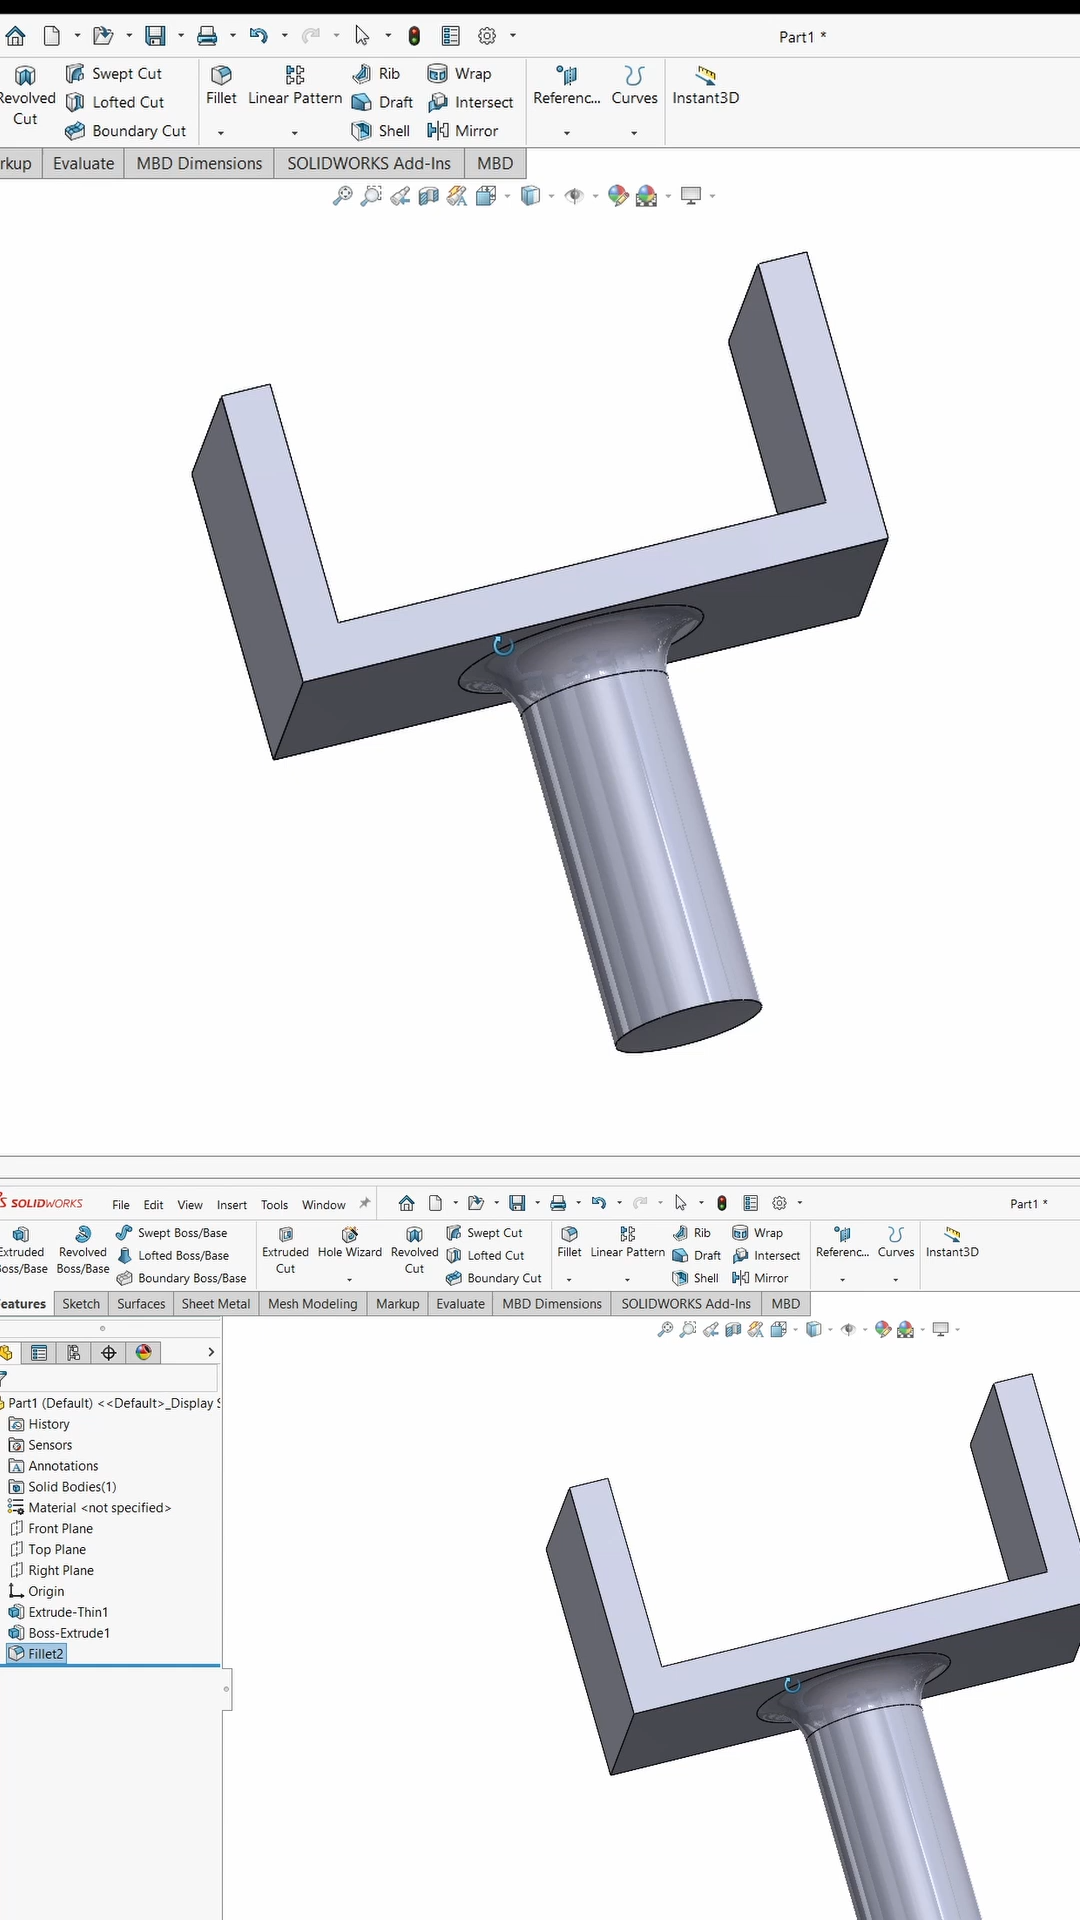 Part1 *
Revolved Cut
Swept Cut
Lofted Cut
Boundary Cut
Fillet
Linear Pattern
Rib
Draft
Shell
Wrap
Intersect
Mirror
Referenc...
Curves
Instant3D
rkup
Evaluate
MBD Dimensions
SOLIDWORKS Add-Ins
MBD
SOLIDWORKS
File
Edit
View
Insert
Tools
Window
Part1 *
Extruded Boss/Base
Revolved Boss/Base
Swept Boss/Base
Lofted Boss/Base
Boundary Boss/Base
Extruded Cut
Hole Wizard
Revolved Cut
Swept Cut
Lofted Cut
Boundary Cut
Fillet
Linear Pattern
Rib
Draft
Shell
Wrap
Intersect
Mirror
Referenc...
Curves
Instant3D
eatures
Sketch
Surfaces
Sheet Metal
Mesh Modeling
Markup
Evaluate
MBD Dimensions
SOLIDWORKS Add-Ins
MBD
Part1 (Default) <<Default>_Display S
History
Sensors
Annotations
Solid Bodies(1)
Material <not specified>
Front Plane
Top Plane
Right Plane
Origin
Extrude-Thin1
Boss-Extrude1
Fillet2